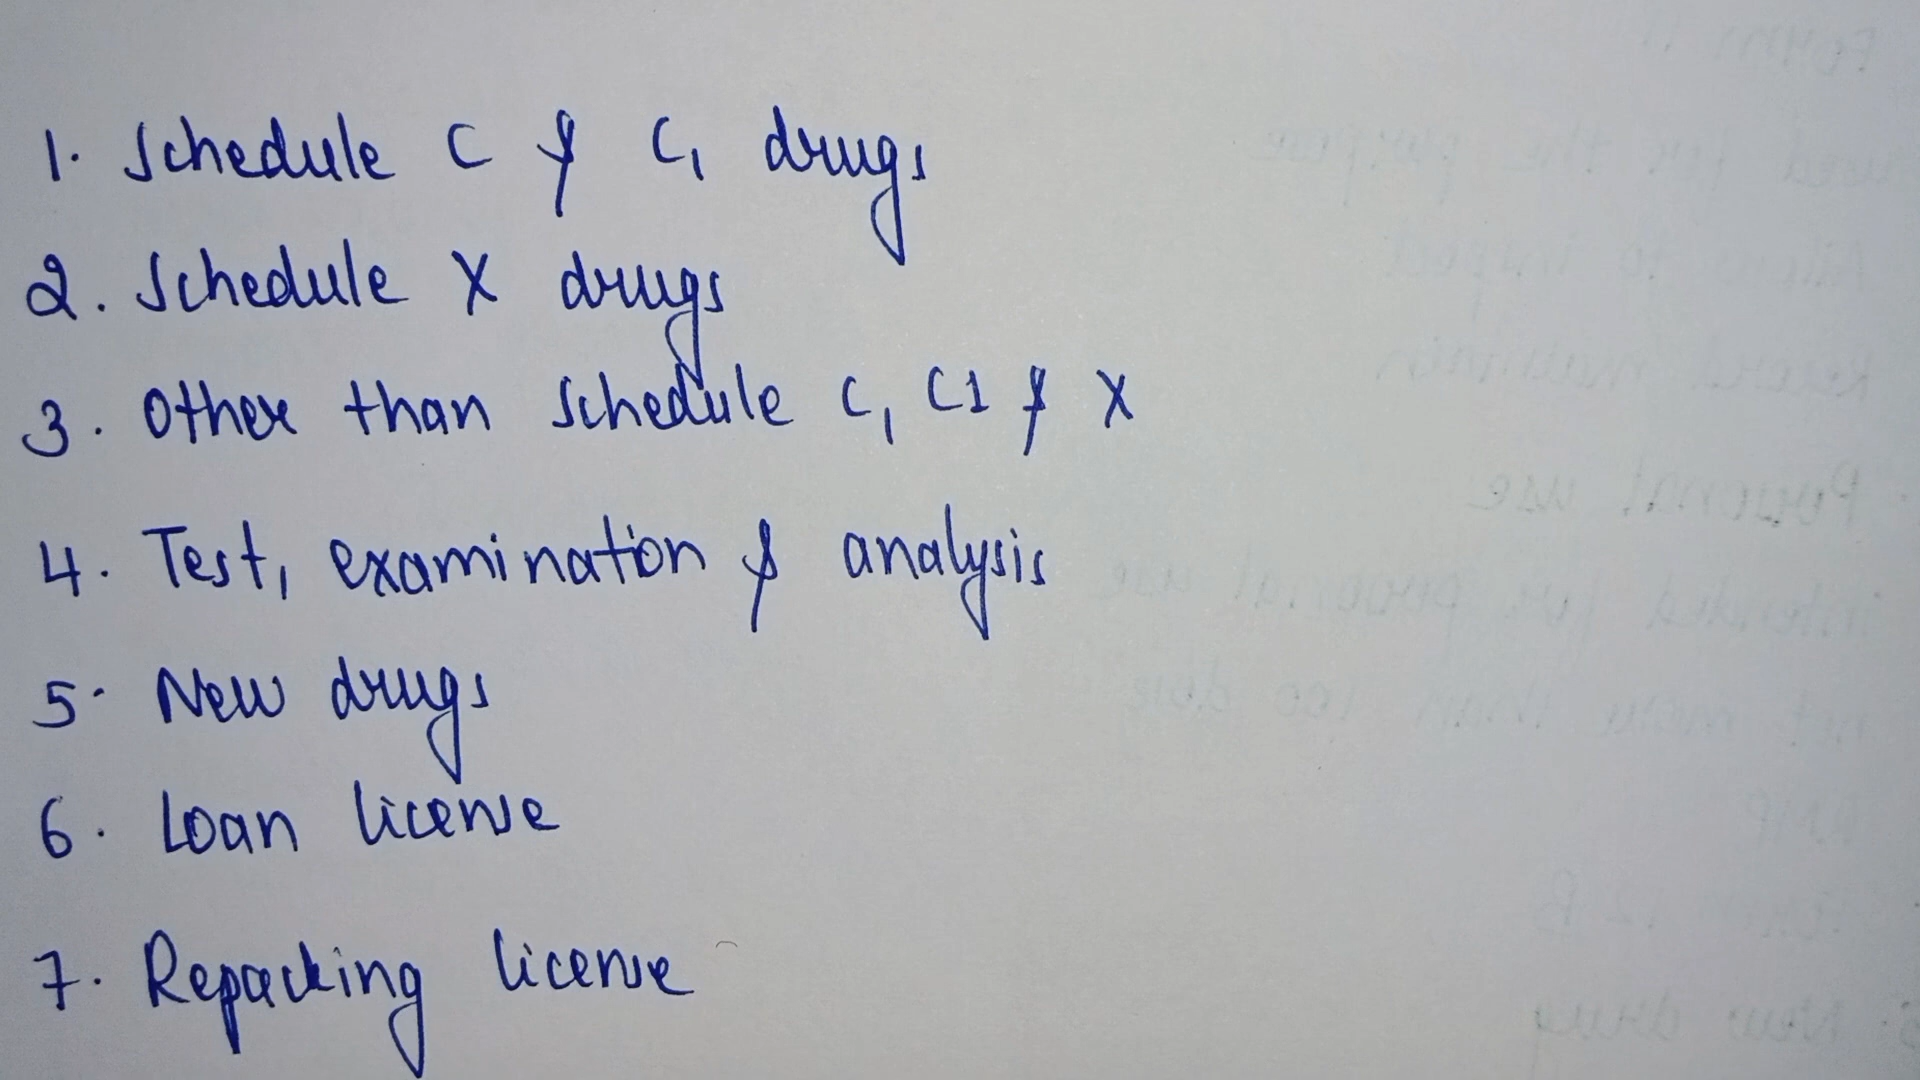 1. Schedule C & C1 drugs
2. Schedule X drugs
3. Other than Schedule C, C1 & X
4. Test, examination & analysis
5. New drugs
6. Loan license
7. Repacking license